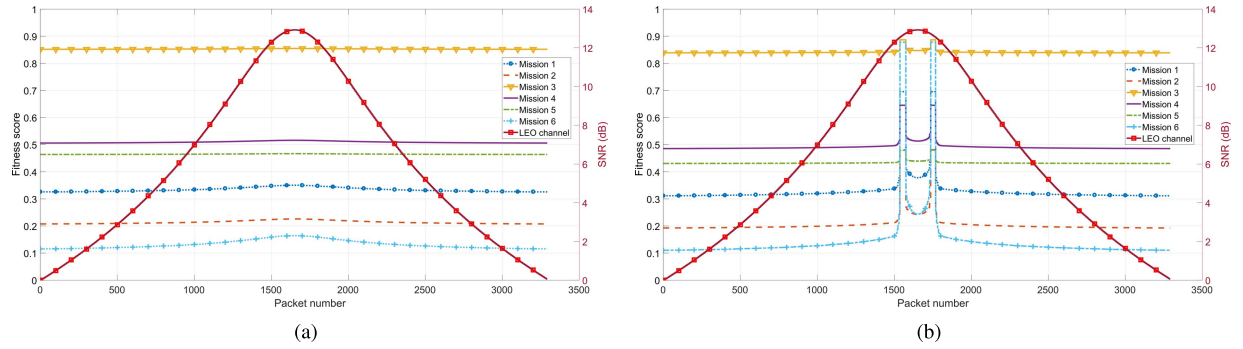 1
0.9
0.8
0.7
0.6
0.5
0.4
0.3
0.2
0.1
0
Fitness score
0 500 1000 1500 2000 2500 3000 3500
Packet number
14
12
10
8
6
4
2
0
SNR (dB)
Mission 1
Mission 2
Mission 3
Mission 4
Mission 5
Mission 6
LEO channel
(a)
1
0.9
0.8
0.7
0.6
0.5
0.4
0.3
0.2
0.1
0
Fitness score
0 500 1000 1500 2000 2500 3000 3500
Packet number
14
12
10
8
6
4
2
0
SNR (dB)
Mission 1
Mission 2
Mission 3
Mission 4
Mission 5
Mission 6
LEO channel
(b)